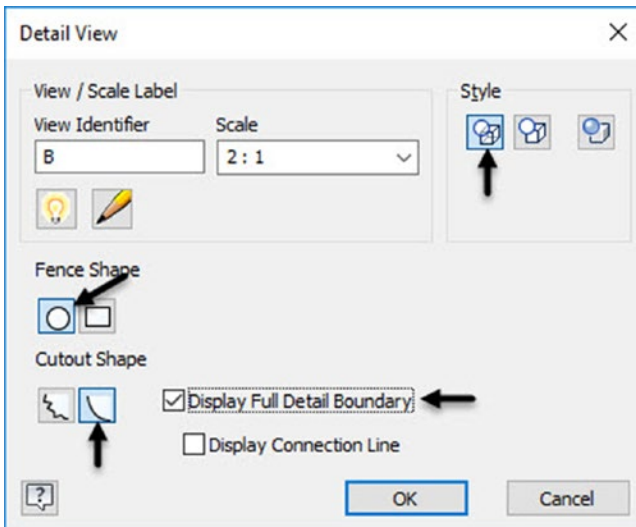 Detail View
View / Scale Label
Style
View Identifier
Scale
B
2 : 1
Fence Shape
Cutout Shape
Display Full Detail Boundary
Display Connection Line
?
OK
Cancel